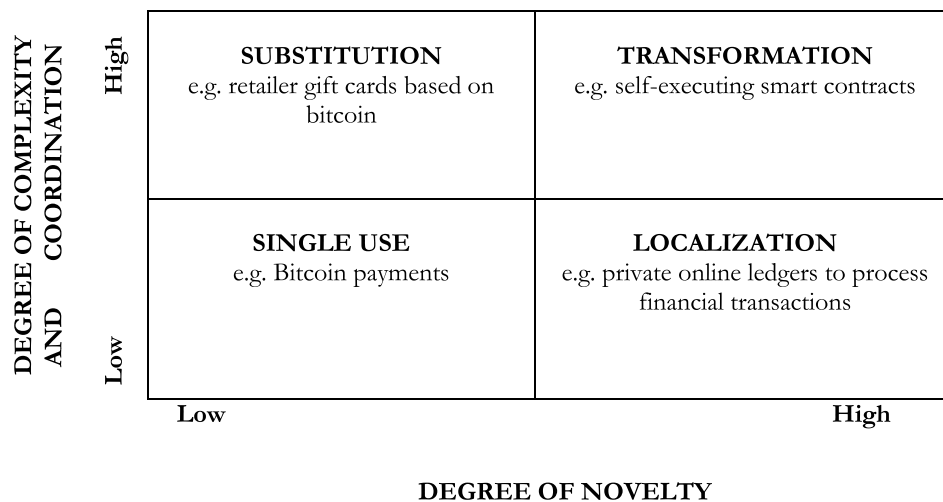 DEGREE OF COMPLEXITY
AND COORDINATION
High
Low
SUBSTITUTION
e.g. retailer gift cards based on
bitcoin
TRANSFORMATION
e.g. self-executing smart contracts
SINGLE USE
e.g. Bitcoin payments
LOCALIZATION
e.g. private online ledgers to process
financial transactions
Low
High
DEGREE OF NOVELTY